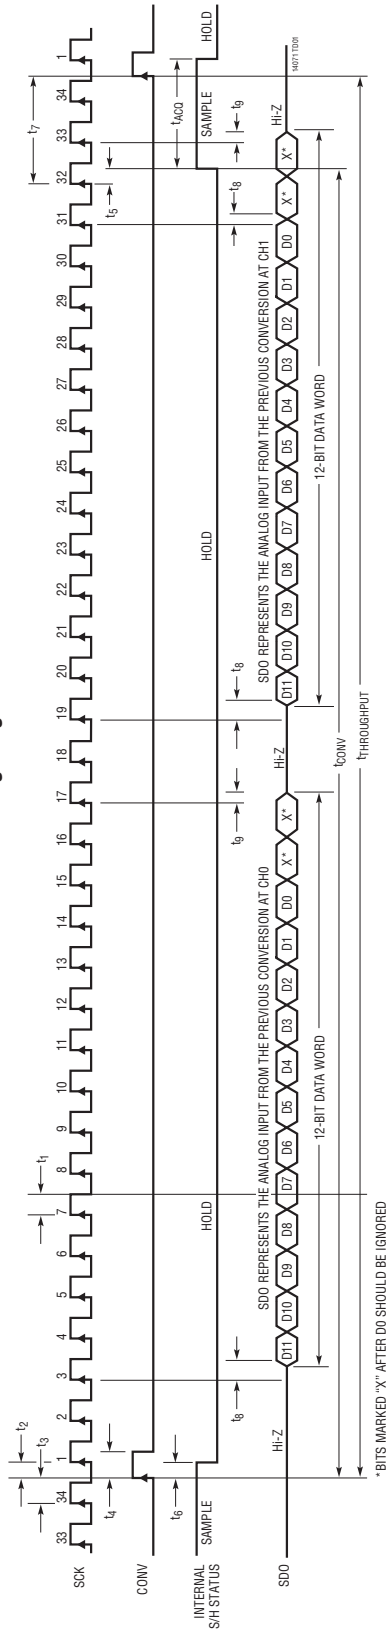 t2
t3
t1
t7
33 34 1 2 3 4 5 6 7 8 9 10 11 12 13 14 15 16 17 18 19 20 21 22 23 24 25 26 27 28 29 30 31 32 33 34 1
SCK
t4
t5
CONV
t6
tACQ
INTERNAL
S/H STATUS
SAMPLE
HOLD
HOLD
SAMPLE
HOLD
t8
t9
t8
t8
t9
SDO REPRESENTS THE ANALOG INPUT FROM THE PREVIOUS CONVERSION AT CH0
SDO REPRESENTS THE ANALOG INPUT FROM THE PREVIOUS CONVERSION AT CH1
SDO
Hi-Z
D11 D10 D9 D8 D7 D6 D5 D4 D3 D2 D1 D0 X* X*
Hi-Z
D11 D10 D9 D8 D7 D6 D5 D4 D3 D2 D1 D0 X* X*
Hi-Z
14071 TD01
12-BIT DATA WORD
12-BIT DATA WORD
tCONV
tTHROUGHPUT
*BITS MARKED "X" AFTER D0 SHOULD BE IGNORED